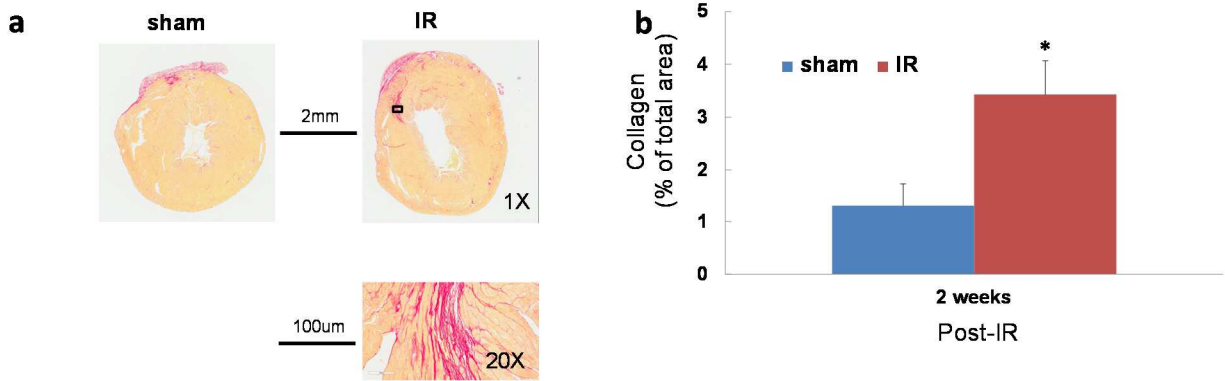 a
sham
IR
2mm
1X
100um
20X
b
Collagen
(% of total area)
5
4
3
2
1
0
sham
IR
*
2 weeks
Post-IR